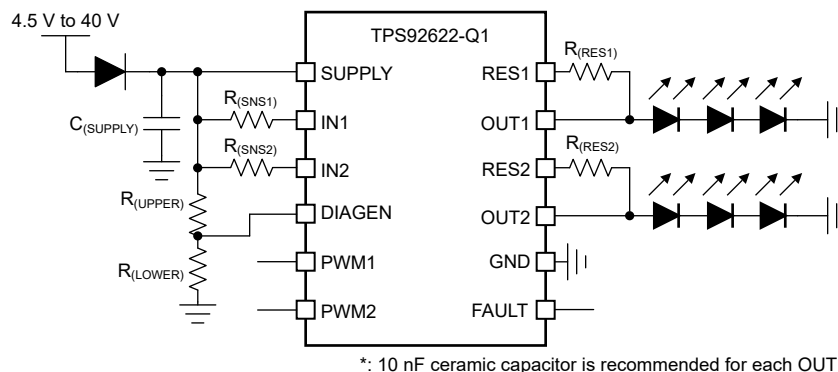 4.5 V to 40 V
TPS92622-Q1
SUPPLY
IN1
IN2
DIAGEN
PWM1
PWM2
RES1
OUT1
RES2
OUT2
GND
FAULT
C(SUPPLY)
R(SNS1)
R(SNS2)
R(UPPER)
R(LOWER)
R(RES1)
R(RES2)
*: 10 nF ceramic capacitor is recommended for each OUT